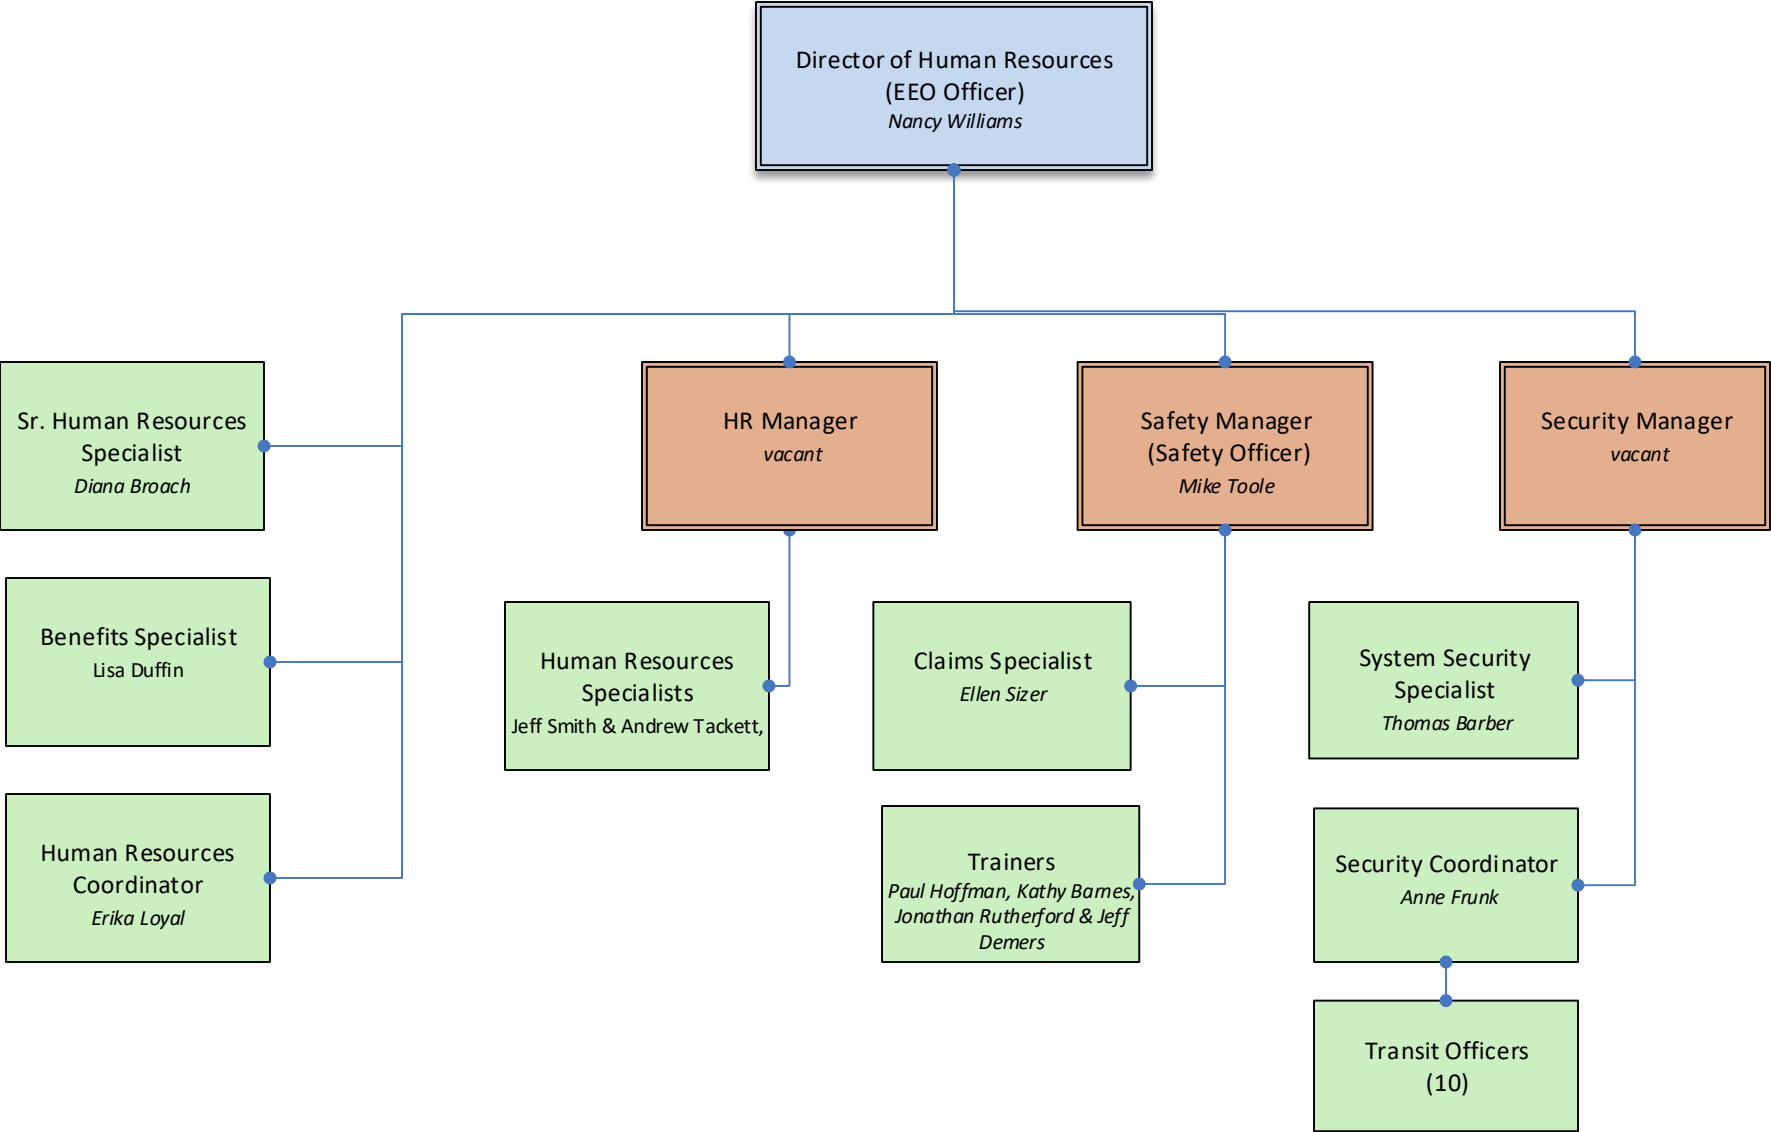 Director of Human Resources
(EEO Officer)
Nancy Williams
Sr. Human Resources
Specialist
Diana Broach
HR Manager
vacant
Safety Manager
(Safety Officer)
Mike Toole
Security Manager
vacant
Benefits Specialist
Lisa Duffin
Human Resources
Specialists
Jeff Smith & Andrew Tackett,
Claims Specialist
Ellen Sizer
System Security
Specialist
Thomas Barber
Human Resources
Coordinator
Erika Loyal
Trainers
Paul Hoffman, Kathy Barnes,
Jonathan Rutherford & Jeff
Demers
Security Coordinator
Anne Frunk
Transit Officers
(10)